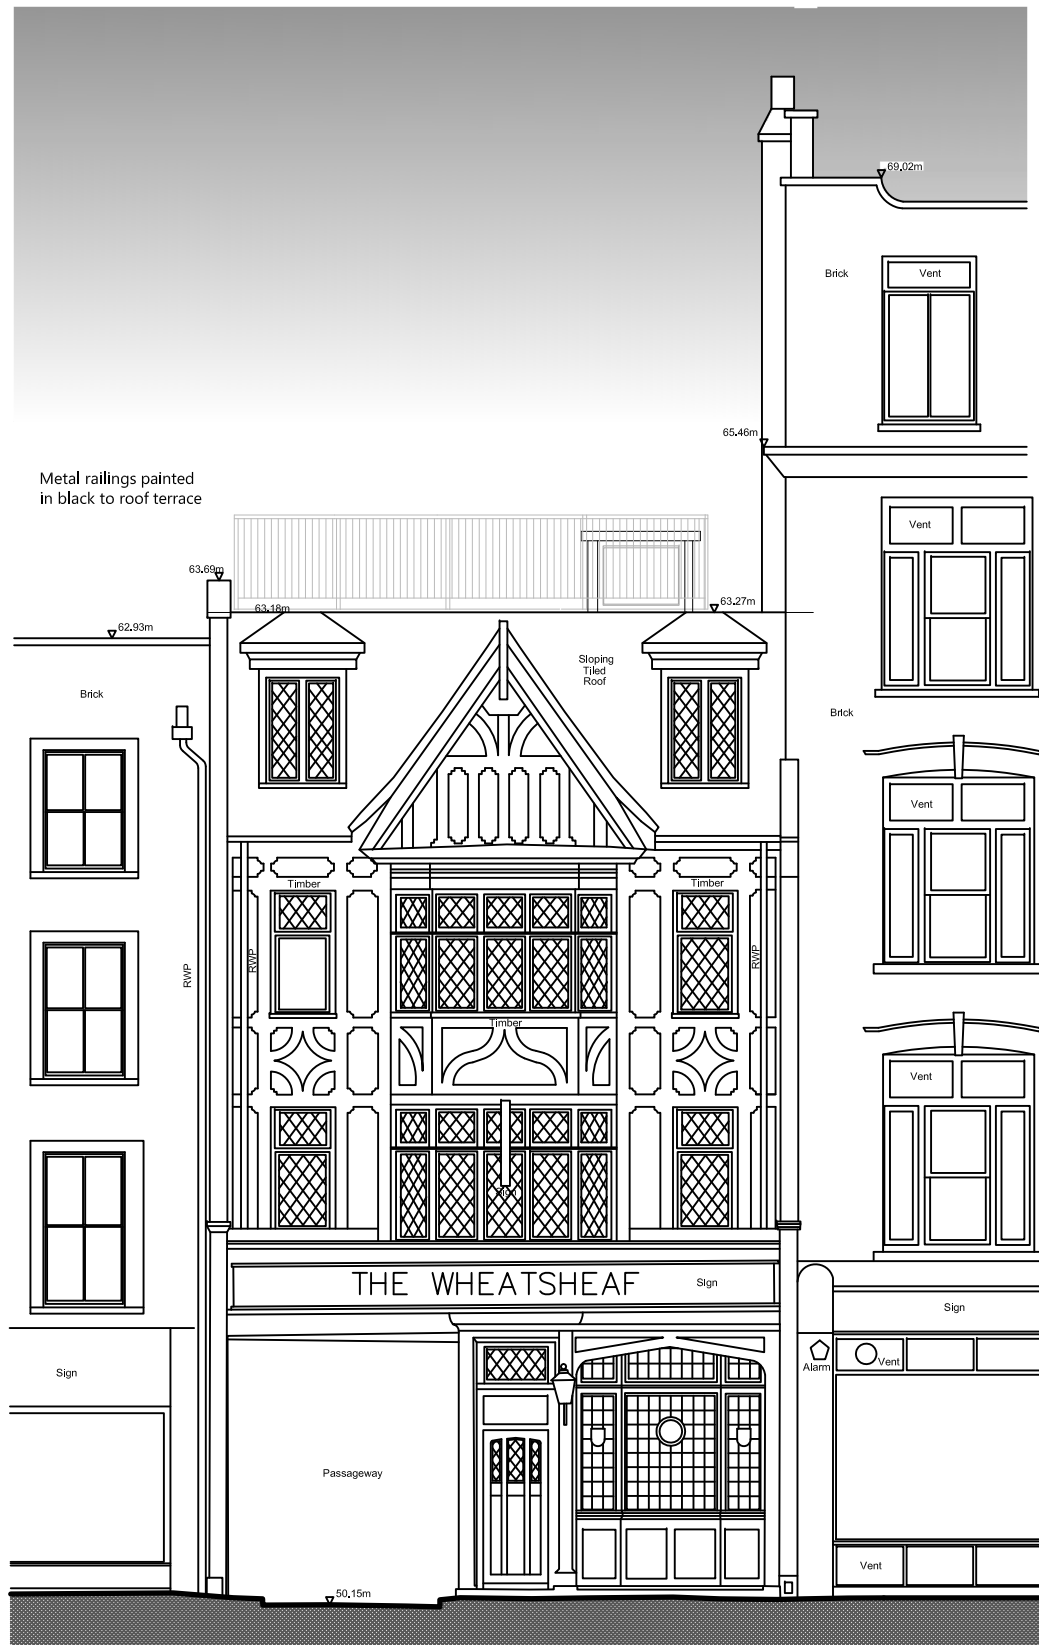 69.02m
Brick
Vent
65.46m
Metal railings painted
in black to roof terrace
Vent
63.69m
63.18m
63.27m
62.93m
Sloping
Tiled
Roof
Brick
Brick
Vent
Timber
Timber
RWP
RWP
RWP
Timber
Vent
Sign
THE WHEATSHEAF
Sign
Sign
Sign
Alarm
Vent
Passageway
Vent
50.15m